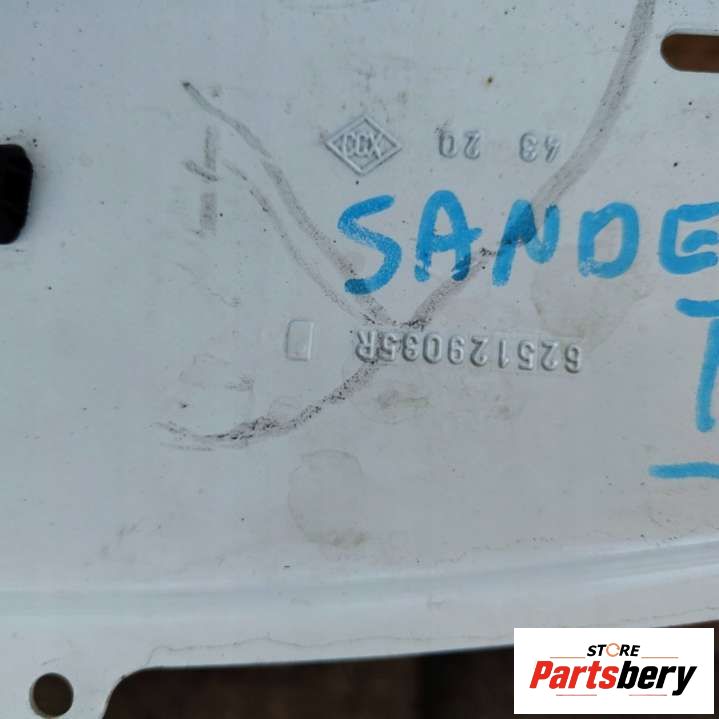 CCX 43 20
SANDE
T
625129035R D
STORE
Partsbery